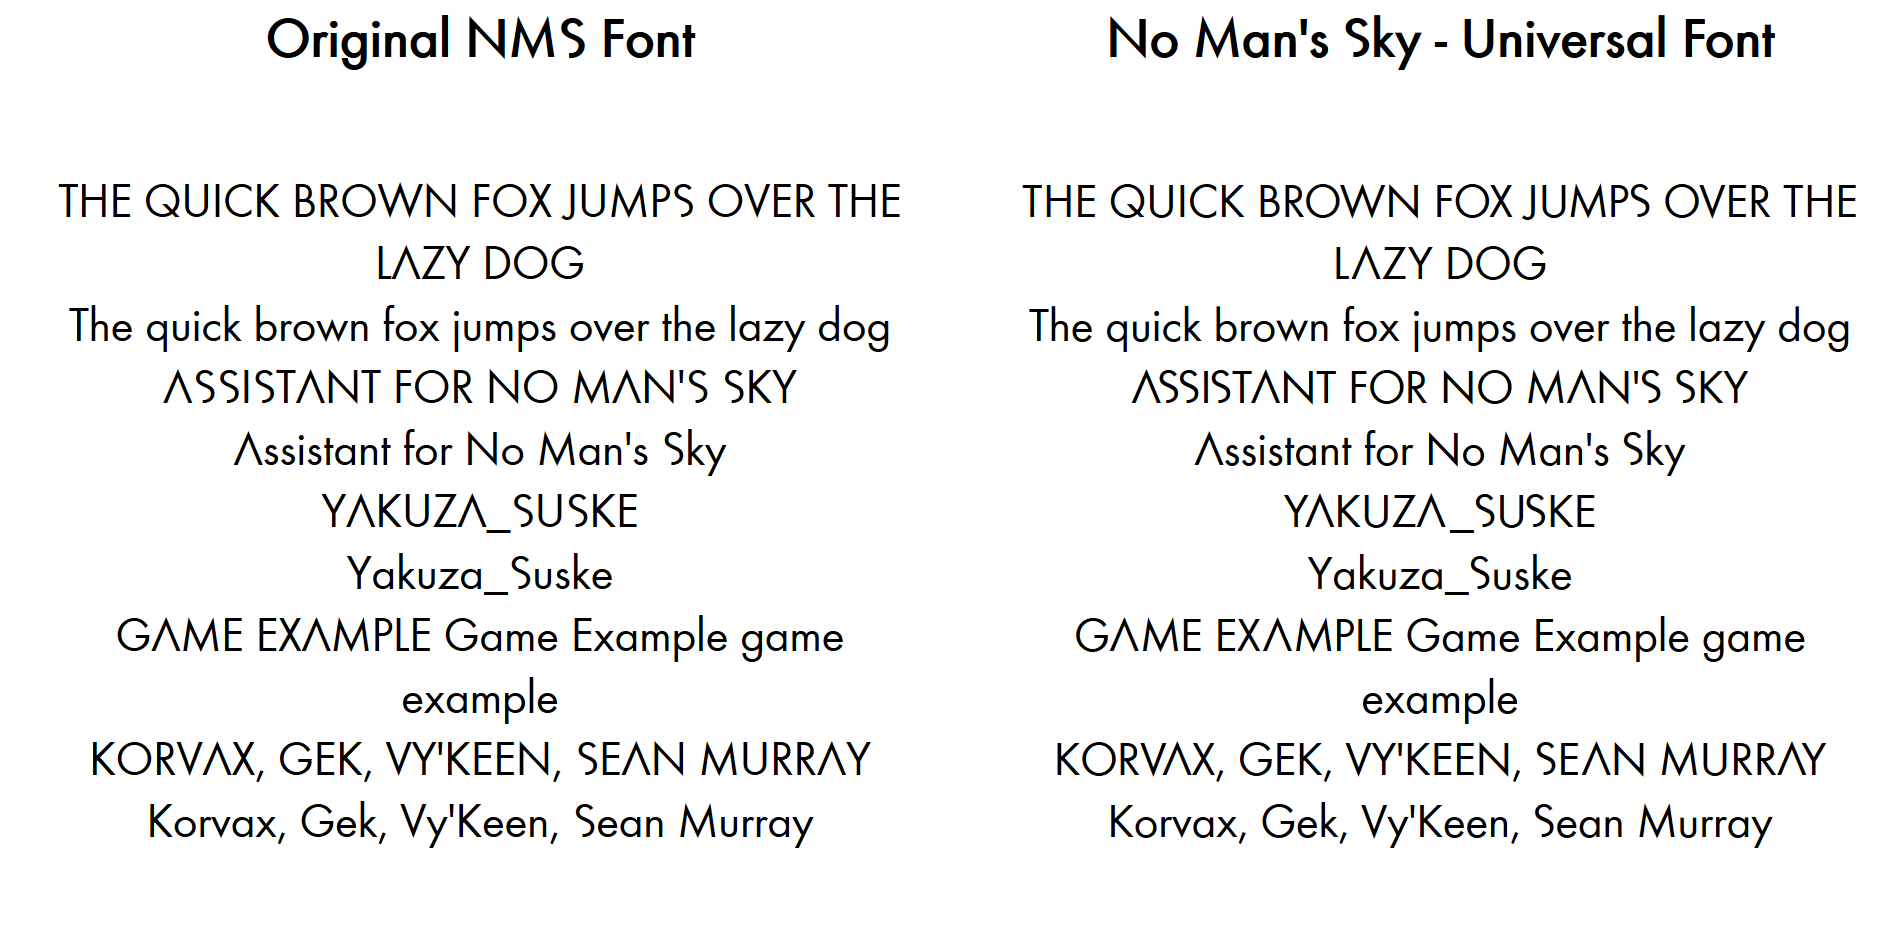 Original NMS Font
THE QUICK BROWN FOX JUMPS OVER THE
LAZY DOG
The quick brown fox jumps over the lazy dog
ASSISTANT FOR NO MAN'S SKY
Assistant for No Man's Sky
YAKUZA_SUSKE
Yakuza_Suske
GAME EXAMPLE Game Example game
example
KORVAX, GEK, VY'KEEN, SEAN MURRAY
Korvax, Gek, Vy'Keen, Sean Murray
No Man's Sky - Universal Font
THE QUICK BROWN FOX JUMPS OVER THE
LAZY DOG
The quick brown fox jumps over the lazy dog
ASSISTANT FOR NO MAN'S SKY
Assistant for No Man's Sky
YAKUZA_SUSKE
Yakuza_Suske
GAME EXAMPLE Game Example game
example
KORVAX, GEK, VY'KEEN, SEAN MURRAY
Korvax, Gek, Vy'Keen, Sean Murray